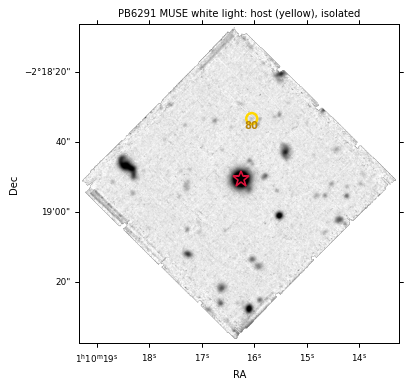 PB6291 MUSE white light: host (yellow), isolated
−2°18'20"
40"
19'00"
20"
Dec
80
1ʰ10ᵐ19ˢ
18ˢ
17ˢ
16ˢ
15ˢ
14ˢ
RA